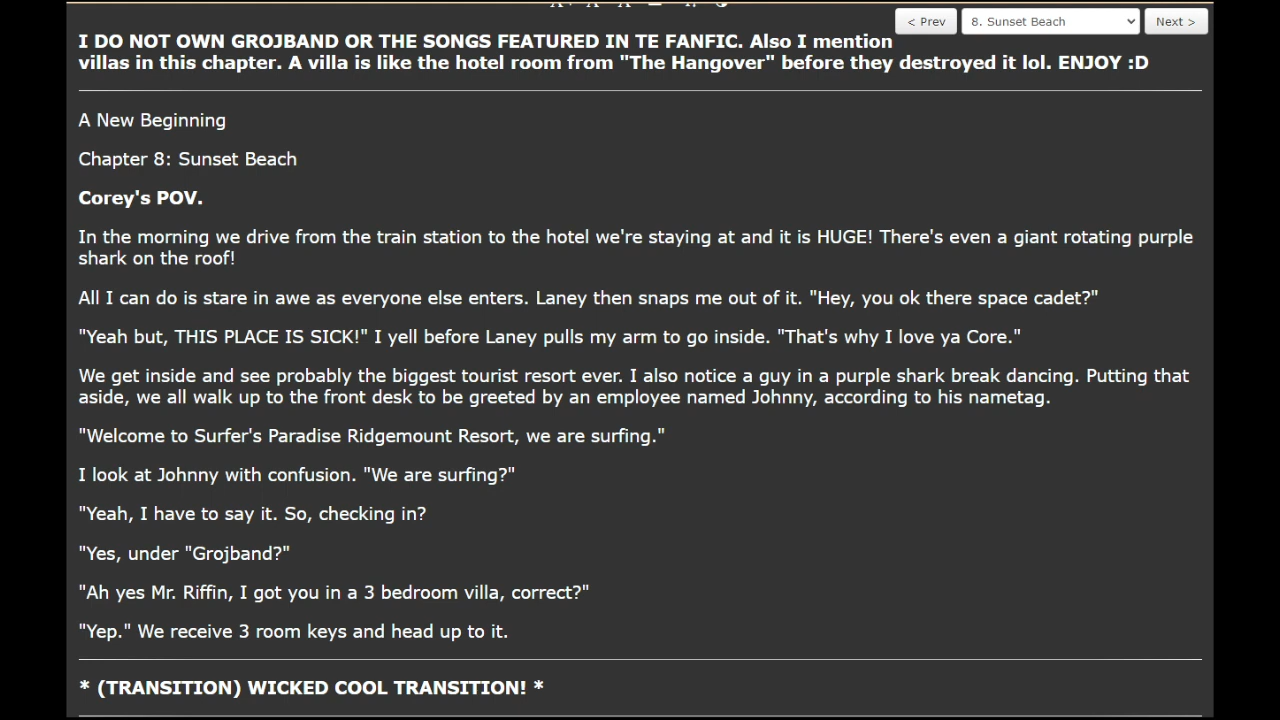 < Prev
8. Sunset Beach
Next >
I DO NOT OWN GROJBAND OR THE SONGS FEATURED IN TE FANFIC. Also I mention
villas in this chapter. A villa is like the hotel room from "The Hangover" before they destroyed it lol. ENJOY :D
A New Beginning
Chapter 8: Sunset Beach
Corey's POV.
In the morning we drive from the train station to the hotel we're staying at and it is HUGE! There's even a giant rotating purple
shark on the roof!
All I can do is stare in awe as everyone else enters. Laney then snaps me out of it. "Hey, you ok there space cadet?"
"Yeah but, THIS PLACE IS SICK!" I yell before Laney pulls my arm to go inside. "That's why I love ya Core."
We get inside and see probably the biggest tourist resort ever. I also notice a guy in a purple shark break dancing. Putting that
aside, we all walk up to the front desk to be greeted by an employee named Johnny, according to his nametag.
"Welcome to Surfer's Paradise Ridgemount Resort, we are surfing."
I look at Johnny with confusion. "We are surfing?"
"Yeah, I have to say it. So, checking in?
"Yes, under "Grojband?"
"Ah yes Mr. Riffin, I got you in a 3 bedroom villa, correct?"
"Yep." We receive 3 room keys and head up to it.
* (TRANSITION) WICKED COOL TRANSITION! *